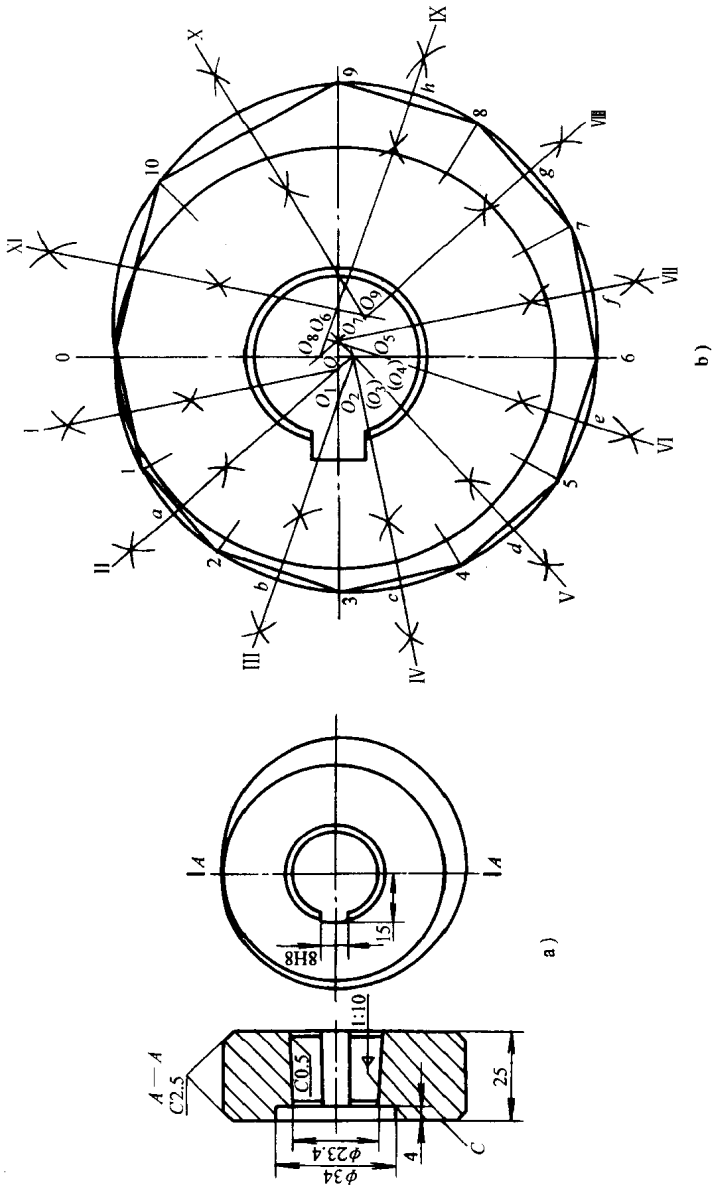 A—A
C2.5
C0.5
1:10
φ23.4
φ34
4
25
C
A
A
8H8
15
a)
0
I
II
III
IV
V
VI
VII
VIII
IX
X
XI
1
2
3
4
5
6
7
8
9
10
a
b
c
d
e
f
g
h
O
O₁
O₂
(O₃)
(O₄)
O₅
O₆
O₇
O₈
O₉
b)